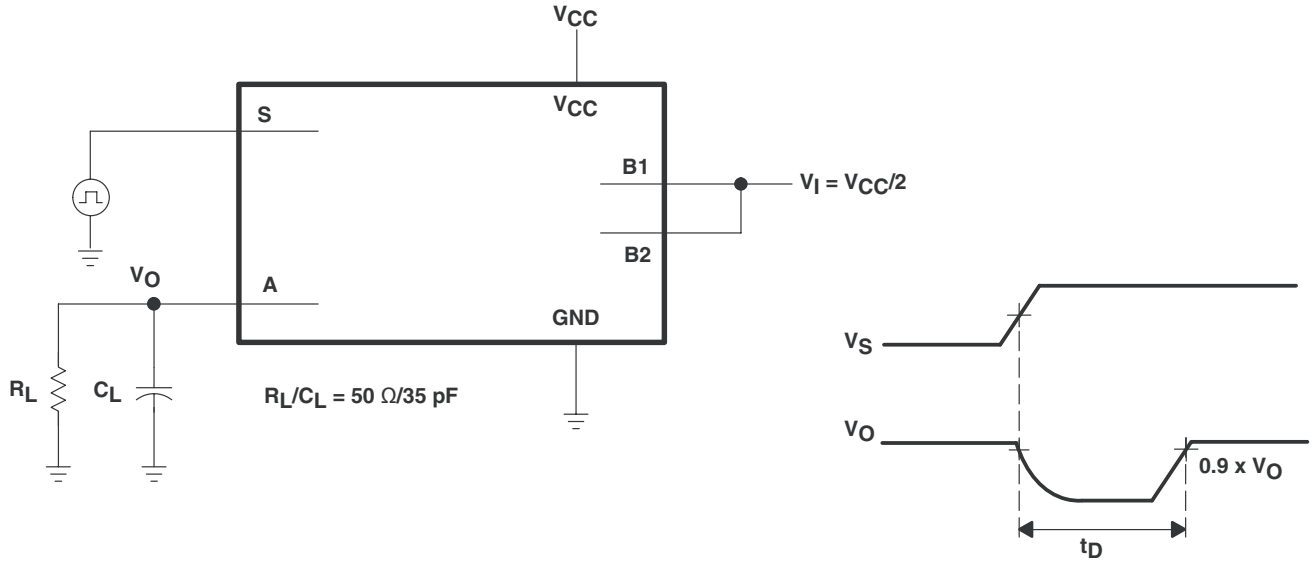 VCC
VCC
S
B1
VI = VCC/2
B2
VO
A
GND
RL
CL
RL/CL = 50 Ω/35 pF
VS
VO
0.9 x VO
tD